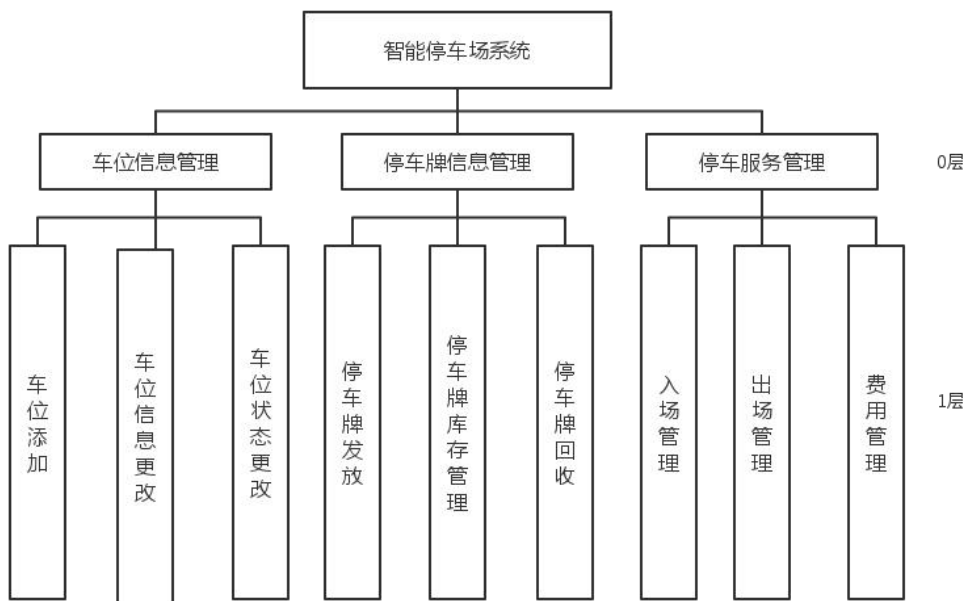 智能停车场系统
车位信息管理
停车牌信息管理
停车服务管理
0层
车位添加
车位信息更改
车位状态更改
停车牌发放
停车牌库存管理
停车牌回收
入场管理
出场管理
费用管理
1层